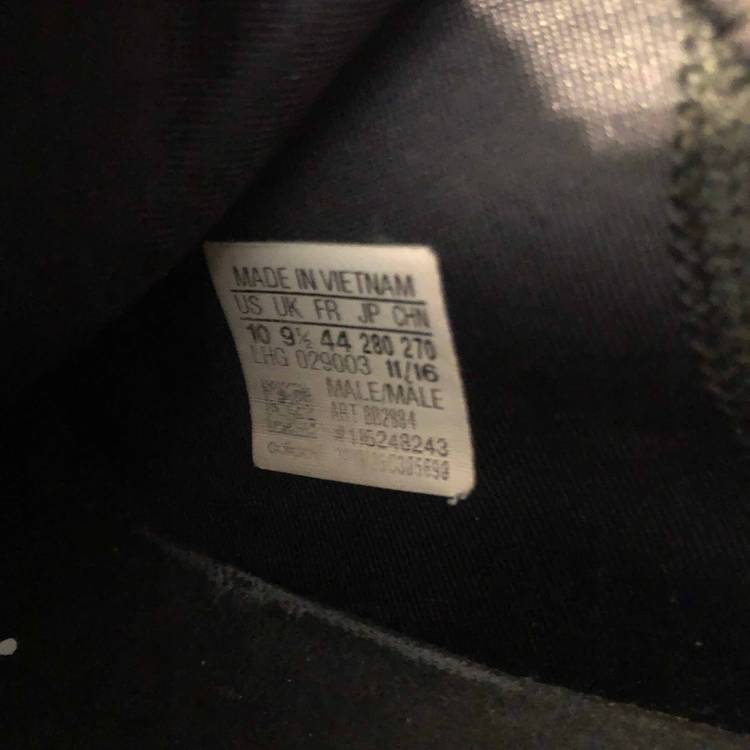 MADE IN VIETNAM
US UK FR JP CHN
10 9½ 44 280 270
LHG 029003 11/16
MALE/MALE
ART
#116248243